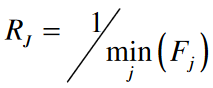 R_J = 1/min_j(F_j)